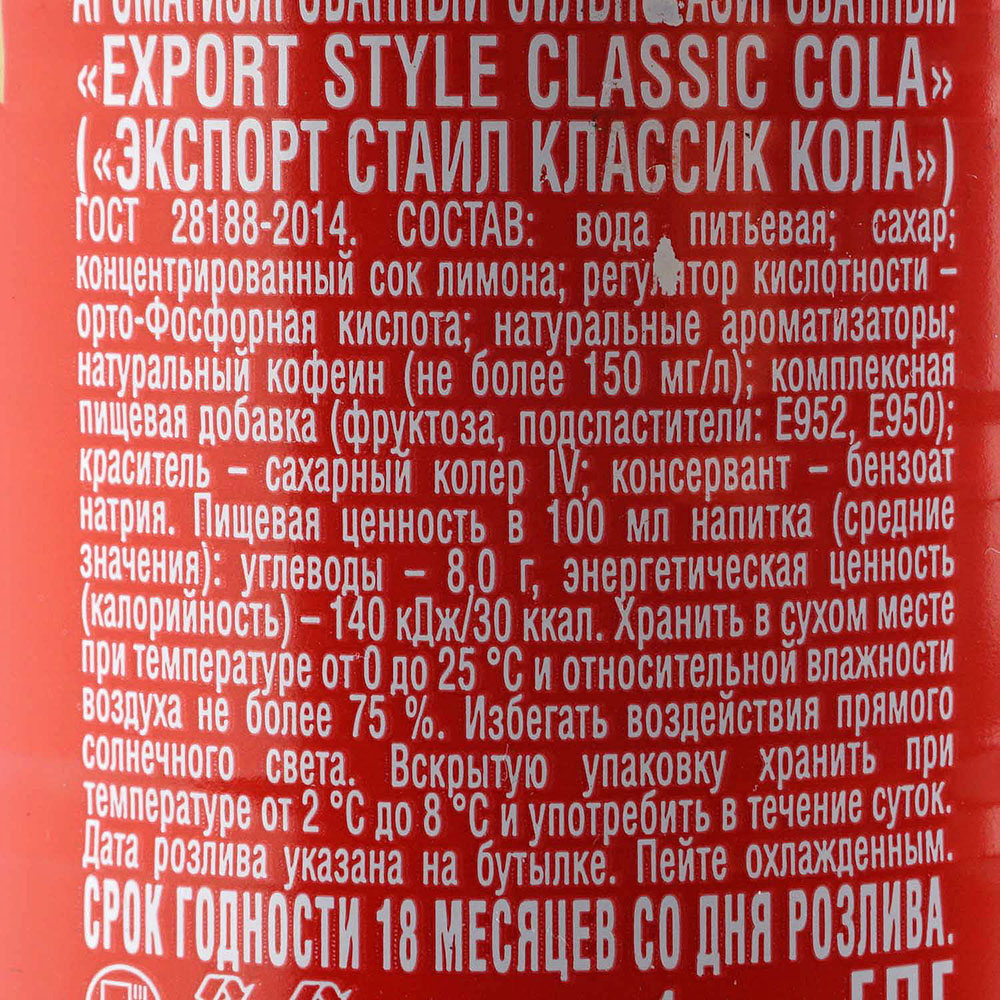 АРОМАТИЗИРОВАННЫЙ СИЛЬНОГАЗИРОВАННЫЙ
«EXPORT STYLE CLASSIC COLA»
(«ЭКСПОРТ СТАЙЛ КЛАССИК КОЛА»)
ГОСТ 28188-2014. СОСТАВ: вода питьевая; сахар;
концентрированный сок лимона; регулятор кислотности –
орто-Фосфорная кислота; натуральные ароматизаторы;
натуральный кофеин (не более 150 мг/л); комплексная
пищевая добавка (фруктоза, подсластители: Е952, Е950);
краситель – сахарный колер IV; консервант – бензоат
натрия. Пищевая ценность в 100 мл напитка (средние
значения): углеводы – 8,0 г, энергетическая ценность
(калорийность) – 140 кДж/30 ккал. Хранить в сухом месте
при температуре от 0 до 25 °С и относительной влажности
воздуха не более 75 %. Избегать воздействия прямого
солнечного света. Вскрытую упаковку хранить при
температуре от 2 °С до 8 °С и употребить в течение суток.
Дата розлива указана на бутылке. Пейте охлажденным.
СРОК ГОДНОСТИ 18 МЕСЯЦЕВ СО ДНЯ РОЗЛИВА.